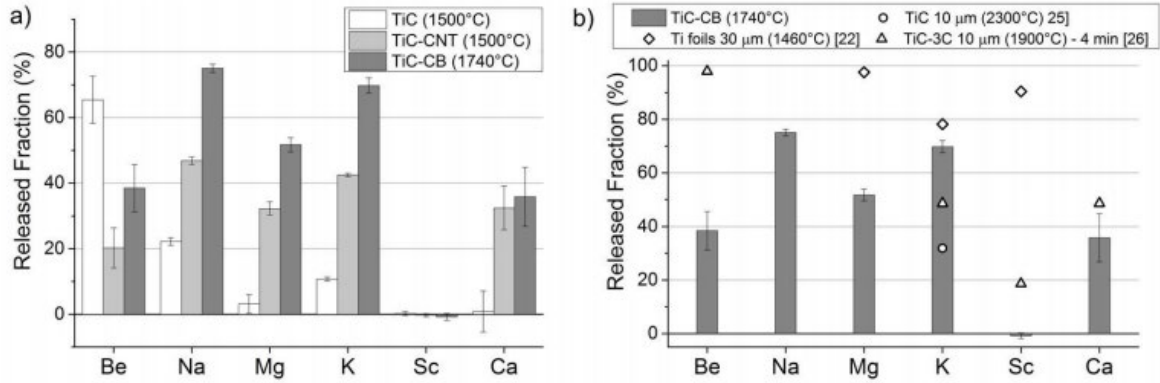 a)
TiC (1500°C)
TiC-CNT (1500°C)
TiC-CB (1740°C)
Released Fraction (%)
80
60
40
20
0
Be Na Mg K Sc Ca
b)
TiC-CB (1740°C) TiC 10 μm (2300°C) 25]
Ti foils 30 μm (1460°C) [22] TiC-3C 10 μm (1900°C) - 4 min [26]
Released Fraction (%)
100
80
60
40
20
0
Be Na Mg K Sc Ca